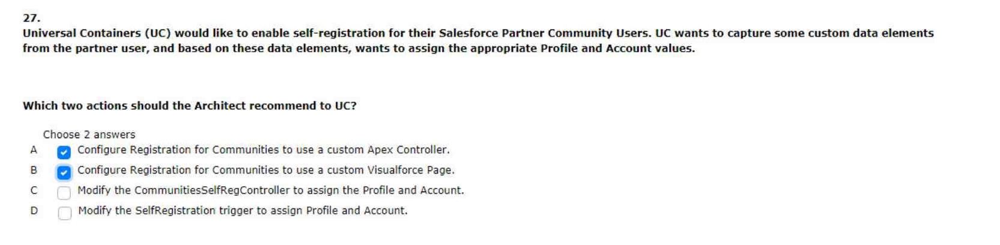 27.
Universal Containers (UC) would like to enable self-registration for their Salesforce Partner Community Users. UC wants to capture some custom data elements
from the partner user, and based on these data elements, wants to assign the appropriate Profile and Account values.
Which two actions should the Architect recommend to UC?
Choose 2 answers
A Configure Registration for Communities to use a custom Apex Controller.
B Configure Registration for Communities to use a custom Visualforce Page.
C Modify the CommunitiesSelfRegController to assign the Profile and Account.
D Modify the SelfRegistration trigger to assign Profile and Account.